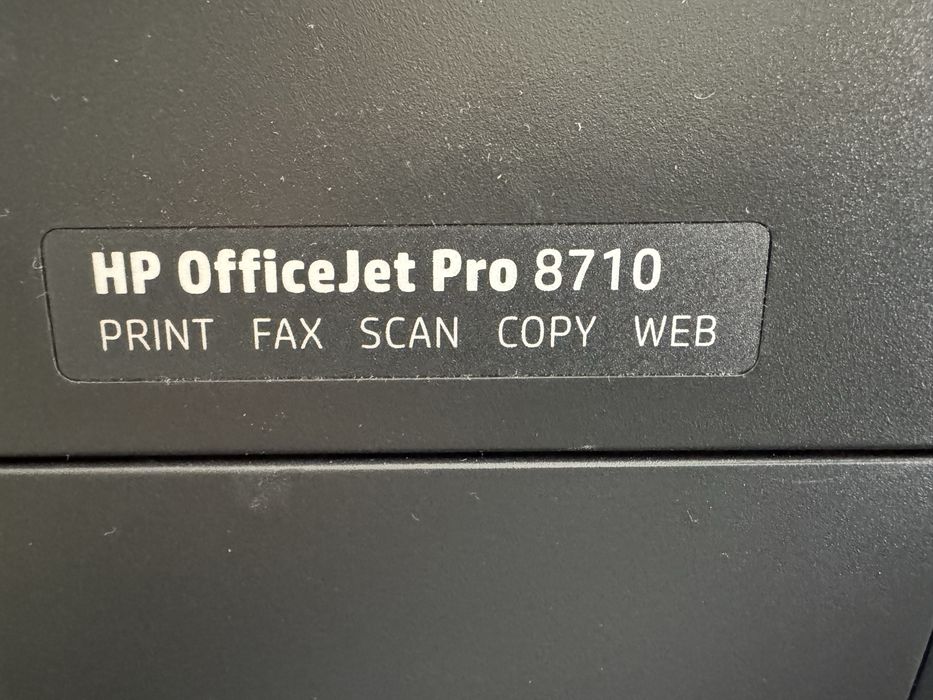 HP OfficeJet Pro 8710
PRINT FAX SCAN COPY WEB